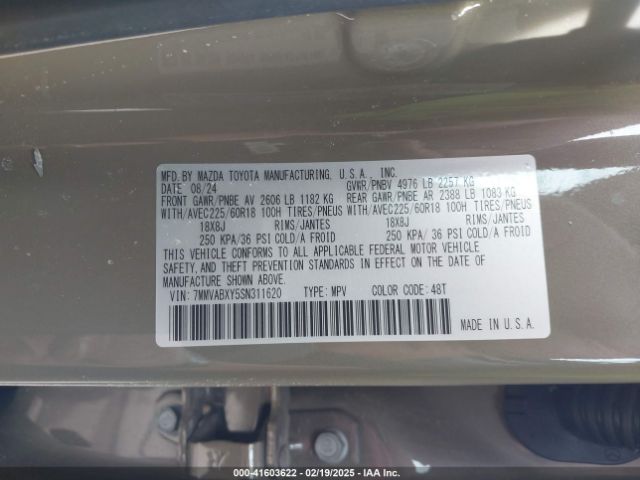 MFD. BY MAZDA TOYOTA MANUFACTURING, U.S.A., INC.
DATE 08/24 GVWR/PNBV 4976 LB 2257 KG
FRONT GAWR/PNBE AV 2606 LB 1182 KG REAR GAWR/PNBE AR 2388 LB 1083 KG
WITH/AVEC225/60R18 100H TIRES/PNEUS WITH/AVEC225/60R18 100H TIRES/PNEUS
18X8J RIMS/JANTES 18X8J RIMS/JANTES
250 KPA/36 PSI COLD/A FROID 250 KPA/ 36 PSI COLD/A FROID
THIS VEHICLE CONFORMS TO ALL APPLICABLE FEDERAL MOTOR VEHICLE
SAFETY, AND THEFT PREVENTION STANDARDS IN EFFECT ON THE DATE OF
MANUFACTURE SHOWN ABOVE.
VIN: 7MMVABXY5SN311620 TYPE: MPV COLOR CODE: 48T
MADE IN U.S.A.
000-41603622 - 02/19/2025 - IAA Inc.